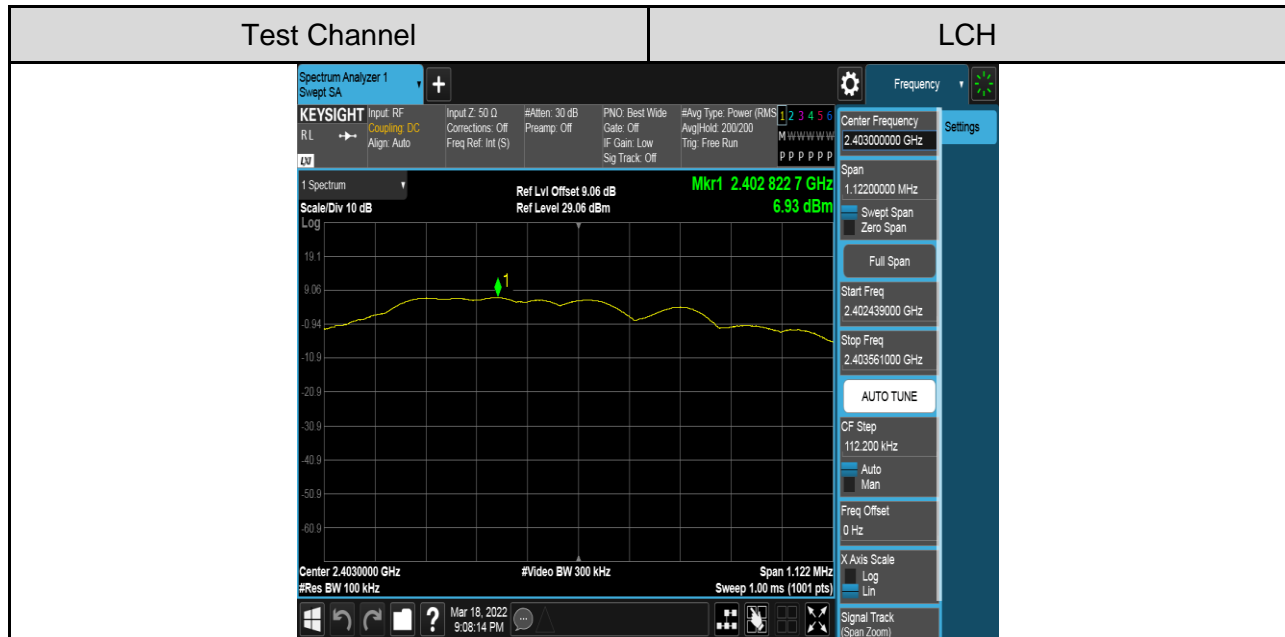 Test Channel LCH
Spectrum Analyzer 1
Swept SA
+
Frequency
KEYSIGHT Input: RF Input Z: 50 Ω #Atten: 30 dB PNO: Best Wide #Avg Type: Power (RMS 1 2 3 4 5 6
RL Coupling: DC Corrections: Off Preamp: Off Gate: Off Avg|Hold: 200/200 M W W W W W
Align: Auto Freq Ref: Int (S) IF Gain: Low Trig: Free Run
LXI Sig Track: Off P P P P P P
1 Spectrum Ref Lvl Offset 9.06 dB Mkr1 2.402 822 7 GHz
Scale/Div 10 dB Ref Level 29.06 dBm 6.93 dBm
Log
19.1
9.06
-0.94
-10.9
-20.9
-30.9
-40.9
-50.9
-60.9
1
Center 2.4030000 GHz #Video BW 300 kHz Span 1.122 MHz
#Res BW 100 kHz Sweep 1.00 ms (1001 pts)
? Mar 18, 2022
9:08:14 PM
Center Frequency
2.403000000 GHz
Settings
Span
1.12200000 MHz
Swept Span
Zero Span
Full Span
Start Freq
2.402439000 GHz
Stop Freq
2.403561000 GHz
AUTO TUNE
CF Step
112.200 kHz
Auto
Man
Freq Offset
0 Hz
X Axis Scale
Log
Lin
Signal Track
(Span Zoom)